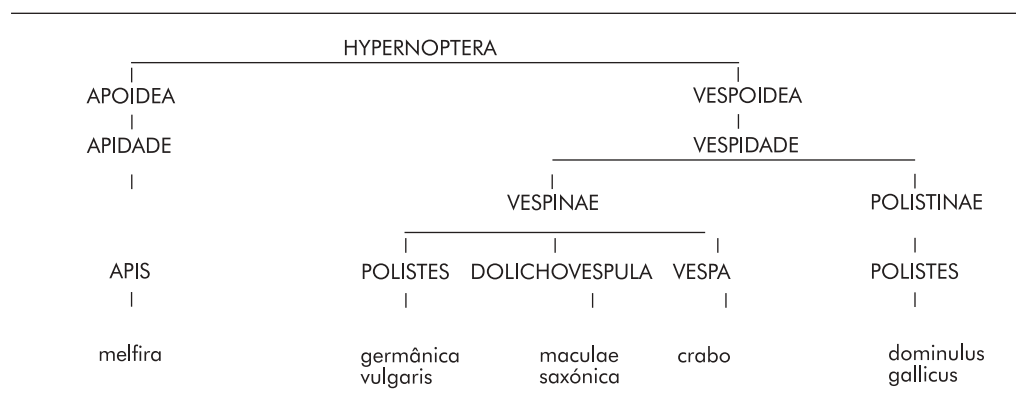 HYPERNOPTERA
APOIDEA VESPOIDEA
APIDADE VESPIDADE
VESPINAE POLISTINAE
APIS POLISTES DOLICHOVESPULA VESPA POLISTES
melfira germânica maculae crabo dominulus
vulgaris saxónica gallicus